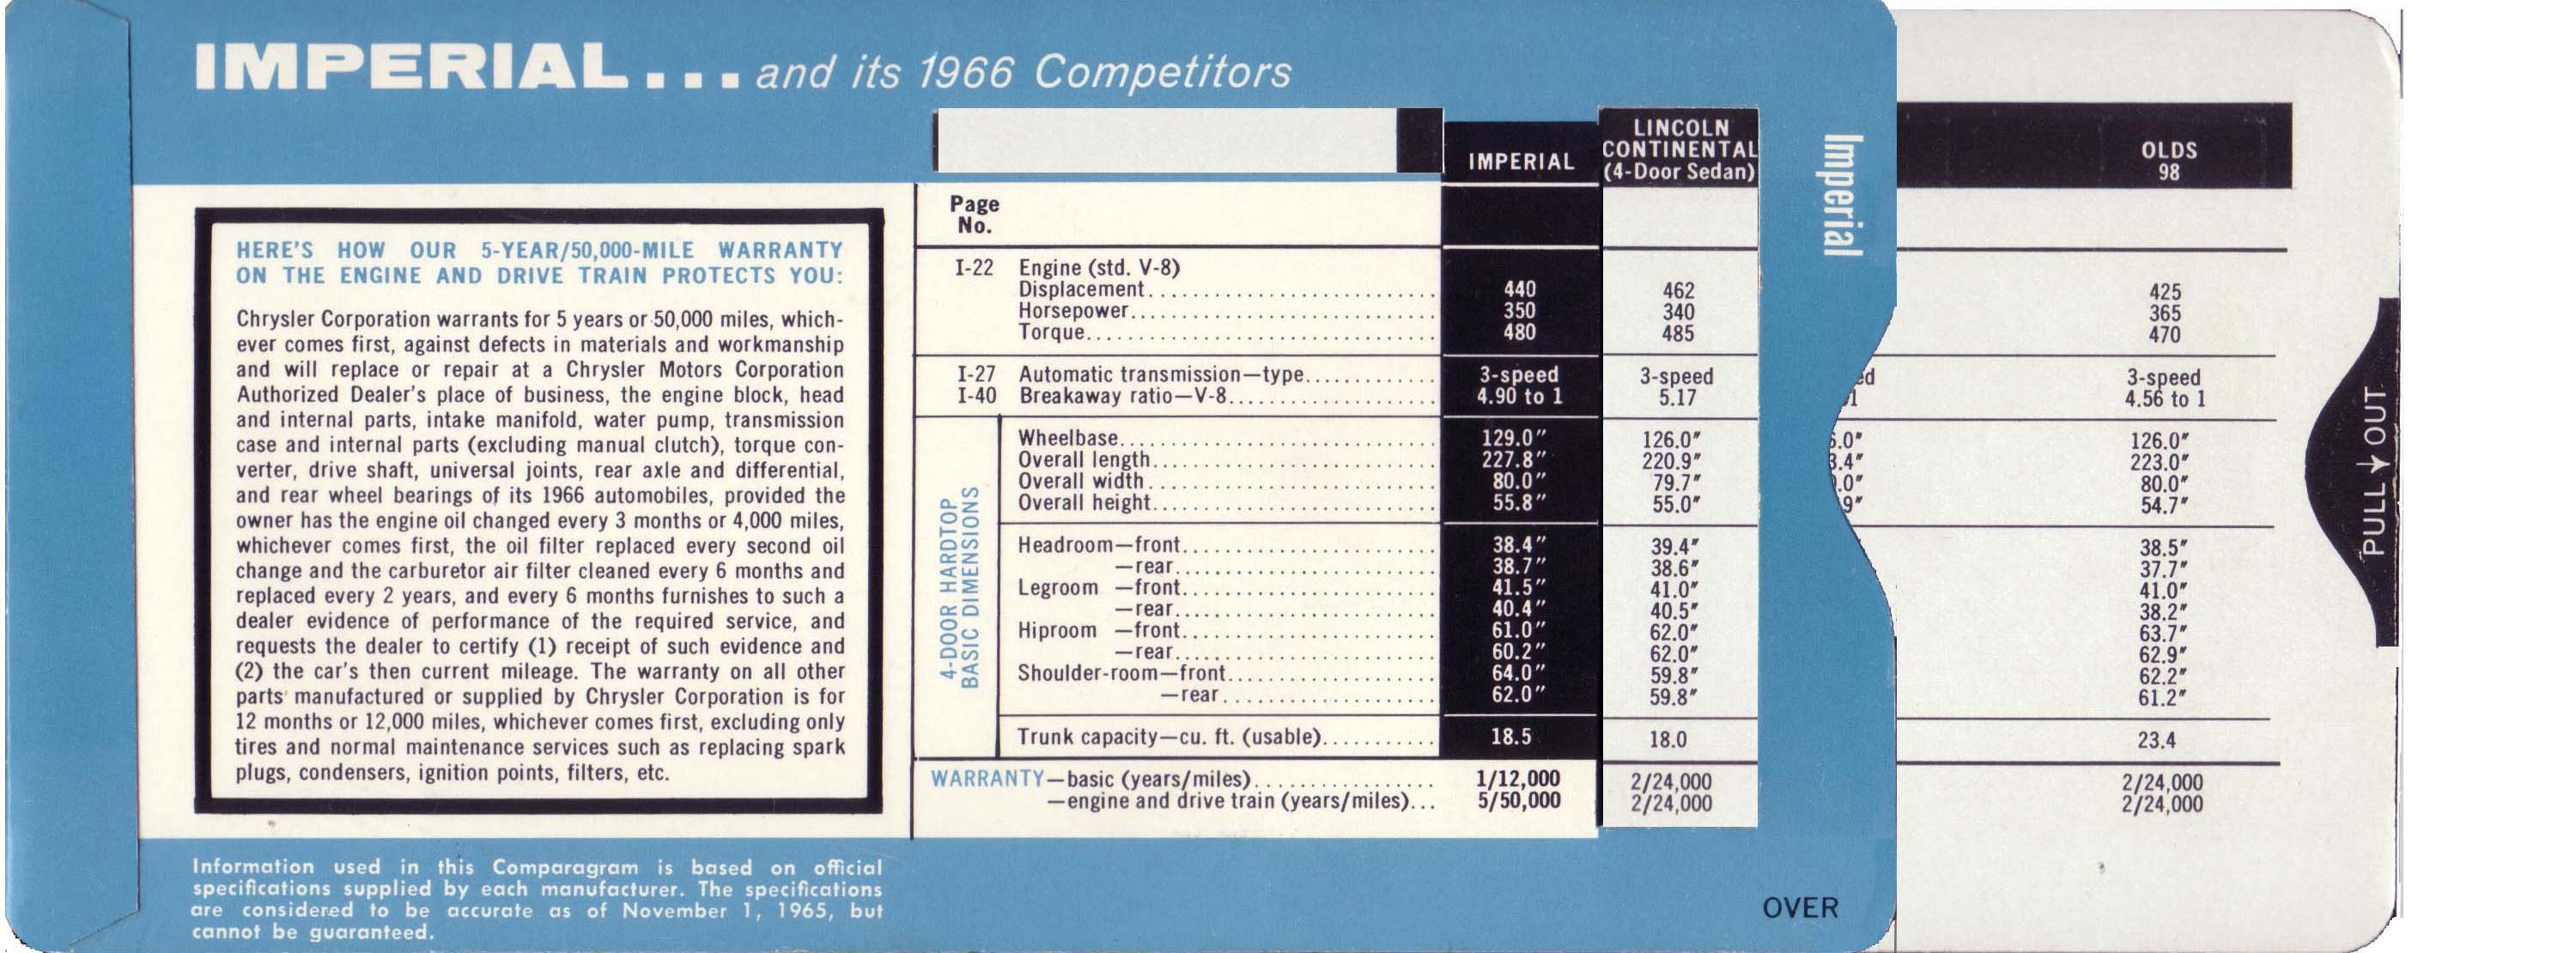 IMPERIAL...and its 1966 Competitors
HERE'S HOW OUR 5-YEAR/50,000-MILE WARRANTY
ON THE ENGINE AND DRIVE TRAIN PROTECTS YOU:
Chrysler Corporation warrants for 5 years or 50,000 miles, which-
ever comes first, against defects in materials and workmanship
and will replace or repair at a Chrysler Motors Corporation
Authorized Dealer's place of business, the engine block, head
and internal parts, intake manifold, water pump, transmission
case and internal parts (excluding manual clutch), torque con-
verter, drive shaft, universal joints, rear axle and differential,
and rear wheel bearings of its 1966 automobiles, provided the
owner has the engine oil changed every 3 months or 4,000 miles,
whichever comes first, the oil filter replaced every second oil
change and the carburetor air filter cleaned every 6 months and
replaced every 2 years, and every 6 months furnishes to such a
dealer evidence of performance of the required service, and
requests the dealer to certify (1) receipt of such evidence and
(2) the car's then current mileage. The warranty on all other
parts manufactured or supplied by Chrysler Corporation is for
12 months or 12,000 miles, whichever comes first, excluding only
tires and normal maintenance services such as replacing spark
plugs, condensers, ignition points, filters, etc.
Information used in this Comparagram is based on official
specifications supplied by each manufacturer. The specifications
are considered to be accurate as of November 1, 1965, but
cannot be guaranteed.
IMPERIAL
LINCOLN
CONTINENTAL
(4-Door Sedan)
Imperial
OLDS
98
Page
No.
I-22 Engine (std. V-8)
Displacement 440 462 425
Horsepower 350 340 365
Torque 480 485 470
I-27 Automatic transmission—type 3-speed 3-speed ed 3-speed
I-40 Breakaway ratio—V-8 4.90 to 1 5.17 4.56 to 1
4-DOOR HARDTOP
BASIC DIMENSIONS
Wheelbase 129.0" 126.0" .0" 126.0"
Overall length 227.8" 220.9" .4" 223.0"
Overall width 80.0" 79.7" .0" 80.0"
Overall height 55.8" 55.0" 9" 54.7"
Headroom—front 38.4" 39.4" 38.5"
—rear 38.7" 38.6" 37.7"
Legroom —front 41.5" 41.0" 41.0"
—rear 40.4" 40.5" 38.2"
Hiproom —front 61.0" 62.0" 63.7"
—rear 60.2" 62.0" 62.9"
Shoulder-room—front 64.0" 59.8" 62.2"
—rear 62.0" 59.8" 61.2"
Trunk capacity—cu. ft. (usable) 18.5 18.0 23.4
WARRANTY—basic (years/miles) 1/12,000 2/24,000 2/24,000
—engine and drive train (years/miles) 5/50,000 2/24,000 2/24,000
OVER
PULL OUT